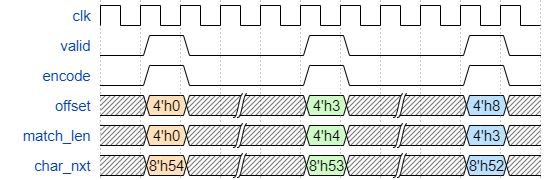 clk
valid
encode
offset 4'h0 4'h3 4'h8
match_len 4'h0 4'h4 4'h3
char_nxt 8'h54 8'h53 8'h52